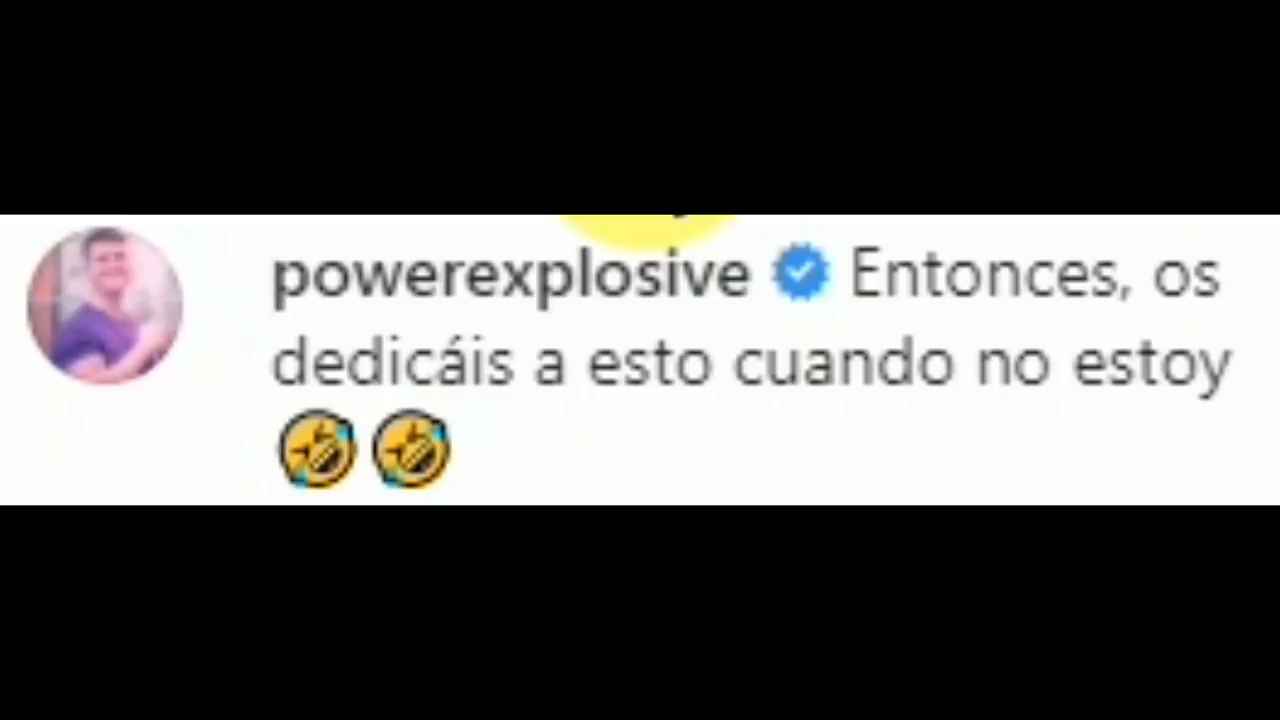 powerexplosive Entonces, os
dedicáis a esto cuando no estoy
🤣🤣